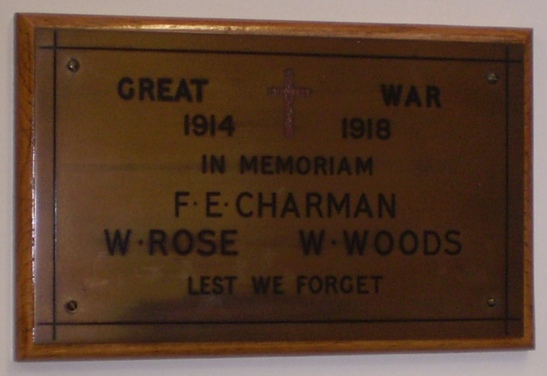 GREAT WAR
1914 1918
IN MEMORIAM
F·E·CHARMAN
W·ROSE W·WOODS
LEST WE FORGET